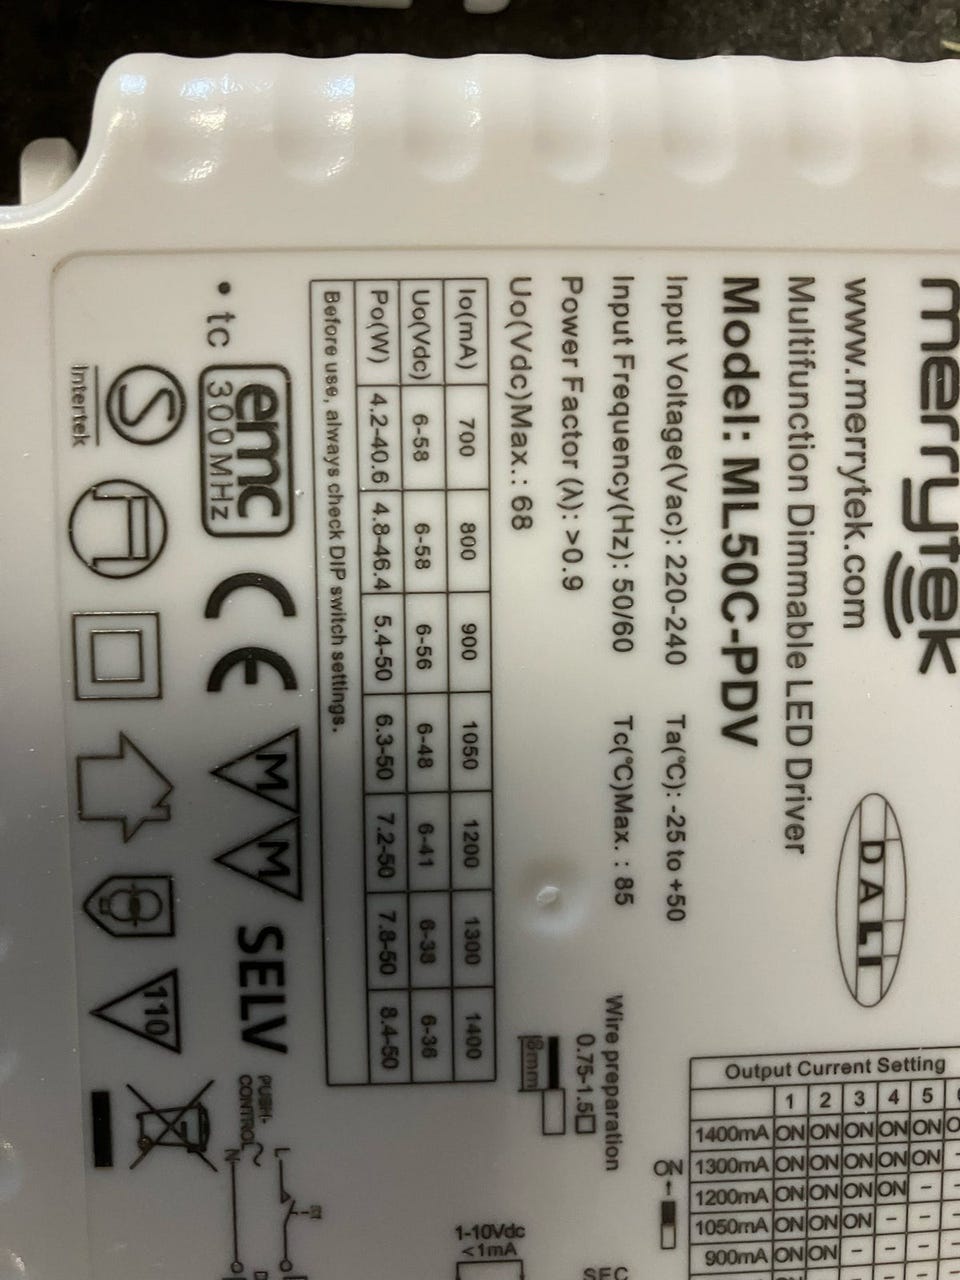 merrytek
www.merrytek.com
Multifunction Dimmable LED Driver
Model: ML50C-PDV
DALI
Input Voltage(Vac): 220-240 Ta(℃): -25 to +50
Input Frequency(Hz): 50/60 Tc(℃)Max. : 85
Power Factor (λ): >0.9
Uo(Vdc)Max.: 68
Io(mA) 700 800 900 1050 1200 1300 1400
Uo(Vdc) 6-58 6-58 6-56 6-48 6-41 6-38 6-36
Po(W) 4.2-40.6 4.8-46.4 5.4-50 6.3-50 7.2-50 7.8-50 8.4-50
Before use, always check DIP switch settings.
• tc
emc
300MHz
CE
M M
SELV
S
Intertek
110
Wire preparation
0.75-1.5□
8mm
PUSH-
CONTROL
L
N
Output Current Setting
1 2 3 4 5
1400mA ON ON ON ON ON
1300mA ON ON ON ON ON -
1200mA ON ON ON ON - -
1050mA ON ON ON - - -
900mA ON ON - - - -
ON
1-10Vdc
<1mA
SEC